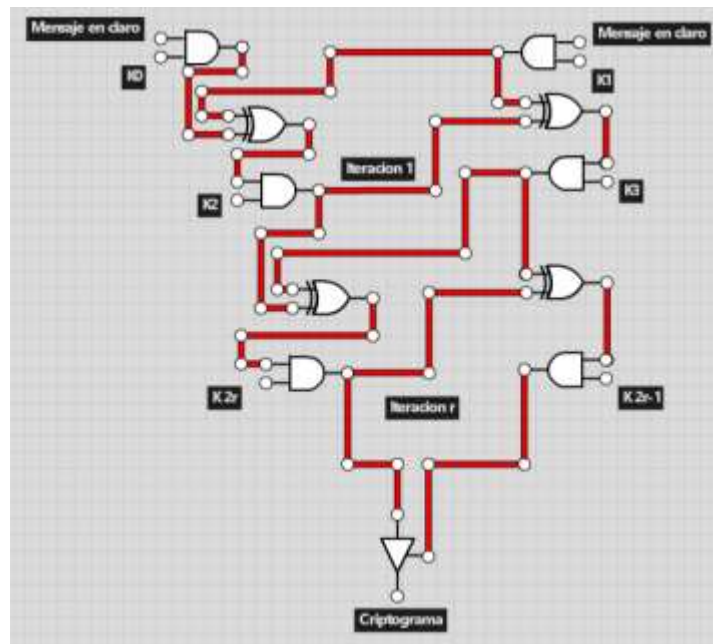 Mensaje en claro
Mensaje en claro
K0
K1
Iteracion 1
K2
K3
K 2r
Iteracion r
K 2r-1
Criptograma